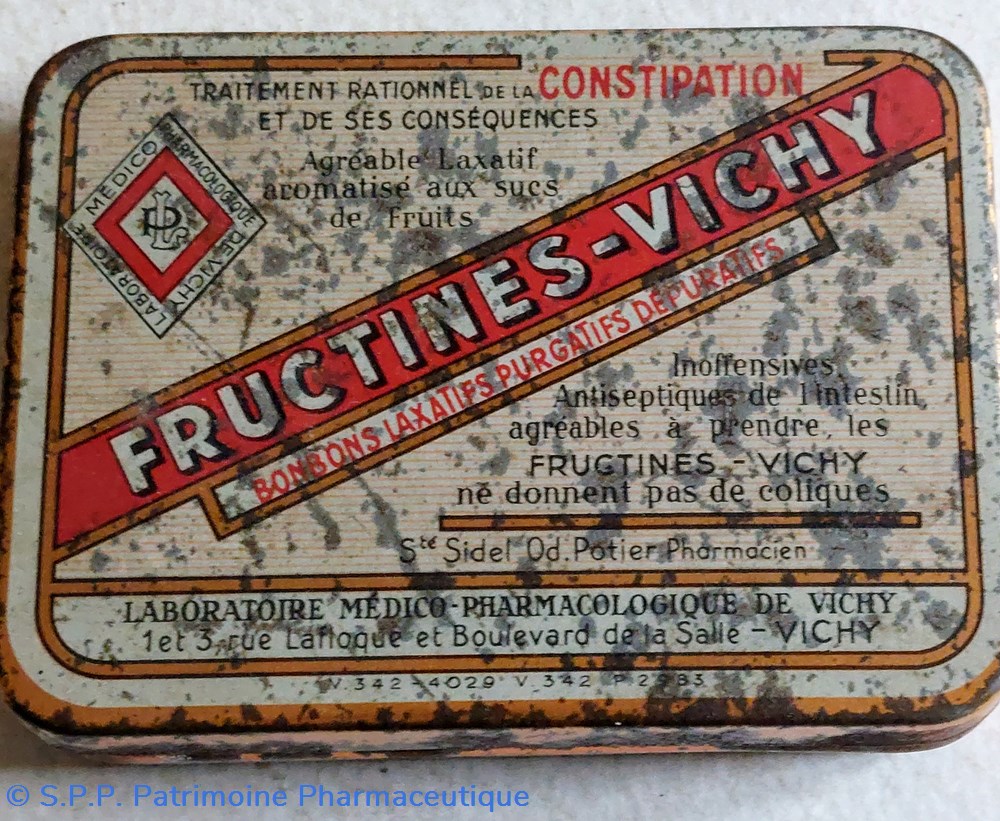 TRAITEMENT RATIONNEL DE LA CONSTIPATION
ET DE SES CONSÉQUENCES
Agréable Laxatif
aromatisé aux sucs
de fruits
LABORATOIRE MÉDICO PHARMACOLOGIQUE DE VICHY
FRUCTINES-VICHY
BONBONS LAXATIFS PURGATIFS DÉPURATIFS
Inoffensives,
Antiseptiques de l'intestin,
agréables à prendre, les
FRUCTINES - VICHY
ne donnent pas de coliques
Sté Sidel Od. Potier Pharmacien
LABORATOIRE MÉDICO-PHARMACOLOGIQUE DE VICHY
1 et 3, rue Lafloque et Boulevard de la Salle - VICHY
V.342-4029 V.342 P 2983
© S.P.P. Patrimoine Pharmaceutique